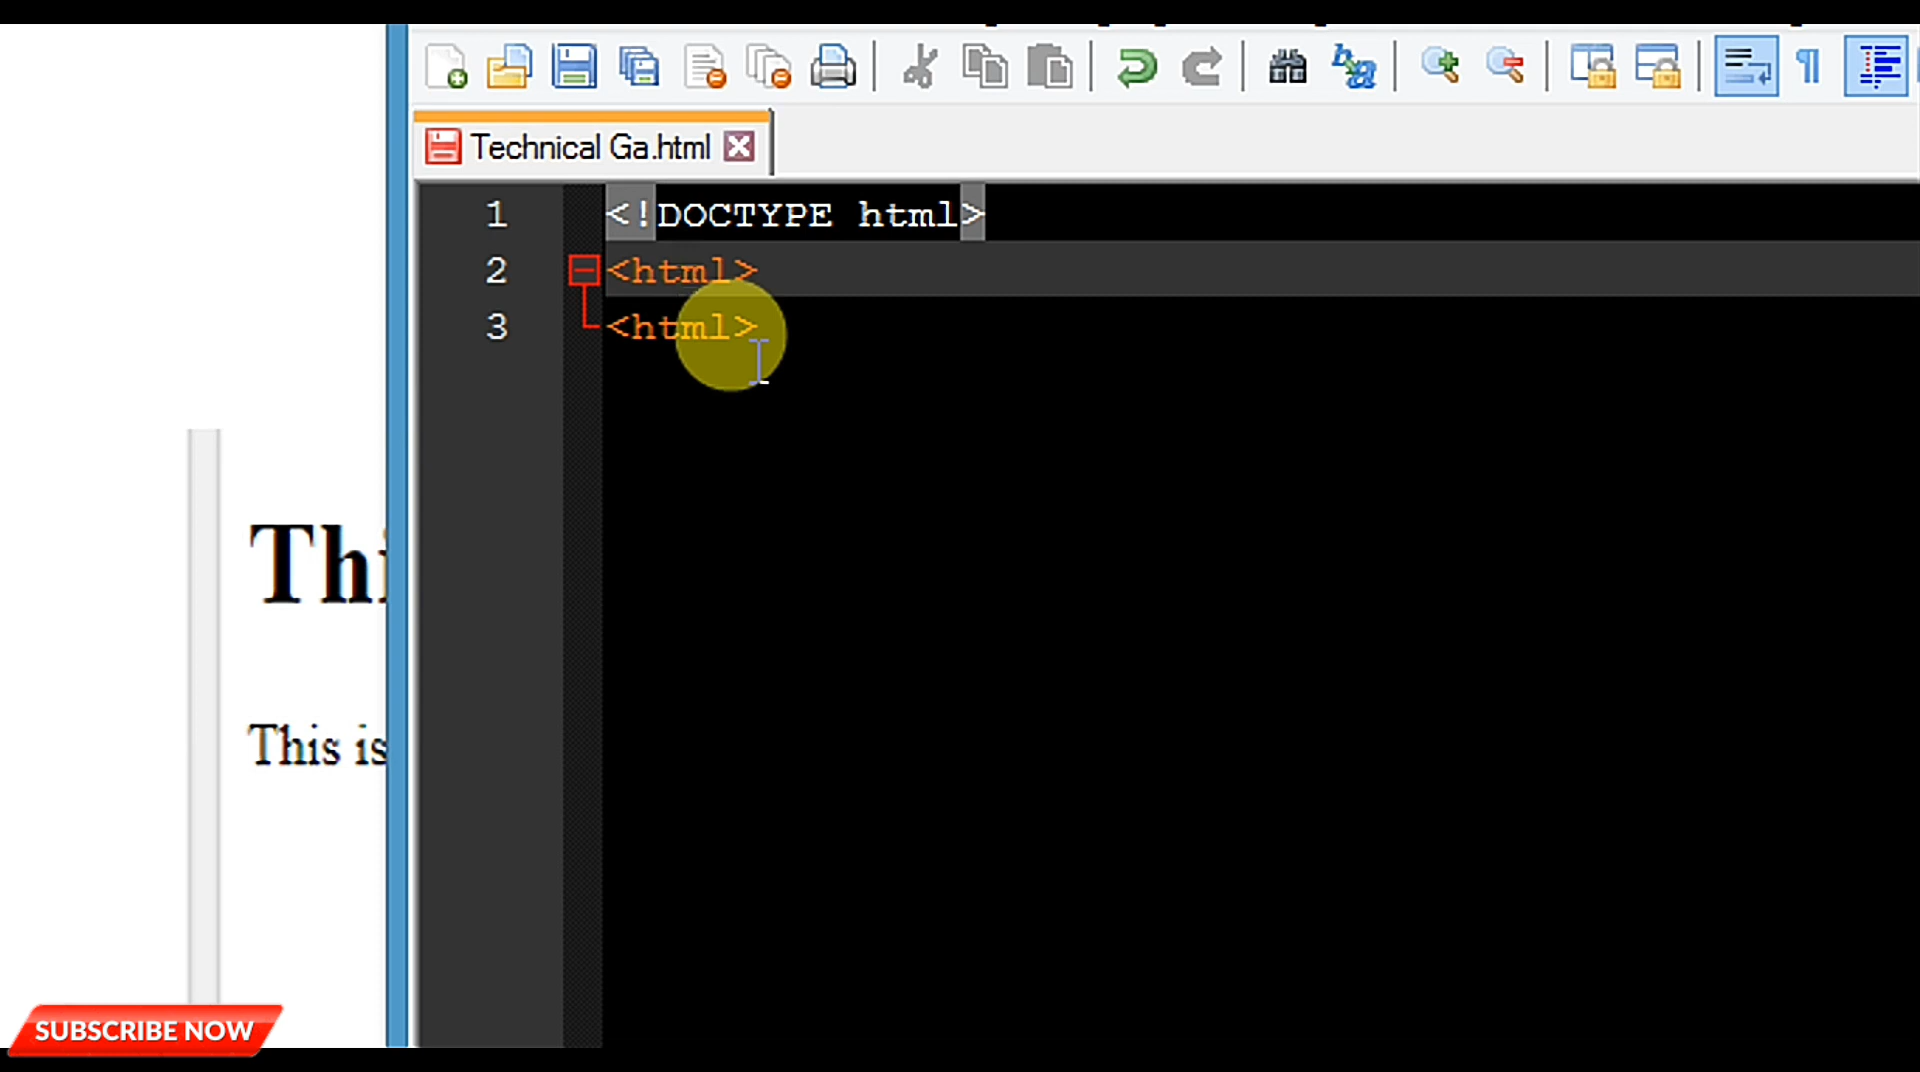 Technical Ga.html
1 <!DOCTYPE html>
2 <html>
3 <html>
Thi
This is
SUBSCRIBE NOW